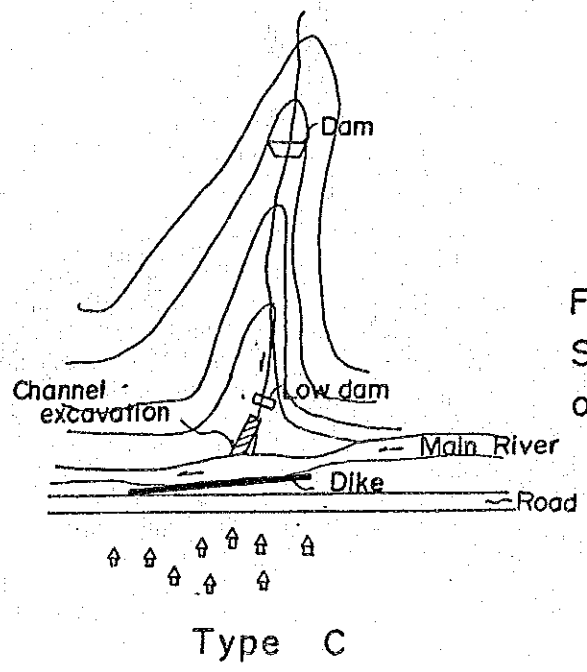 Dam
F
S
Channel
excavation
Low dam
o
Main River
Dike
Road
Type C